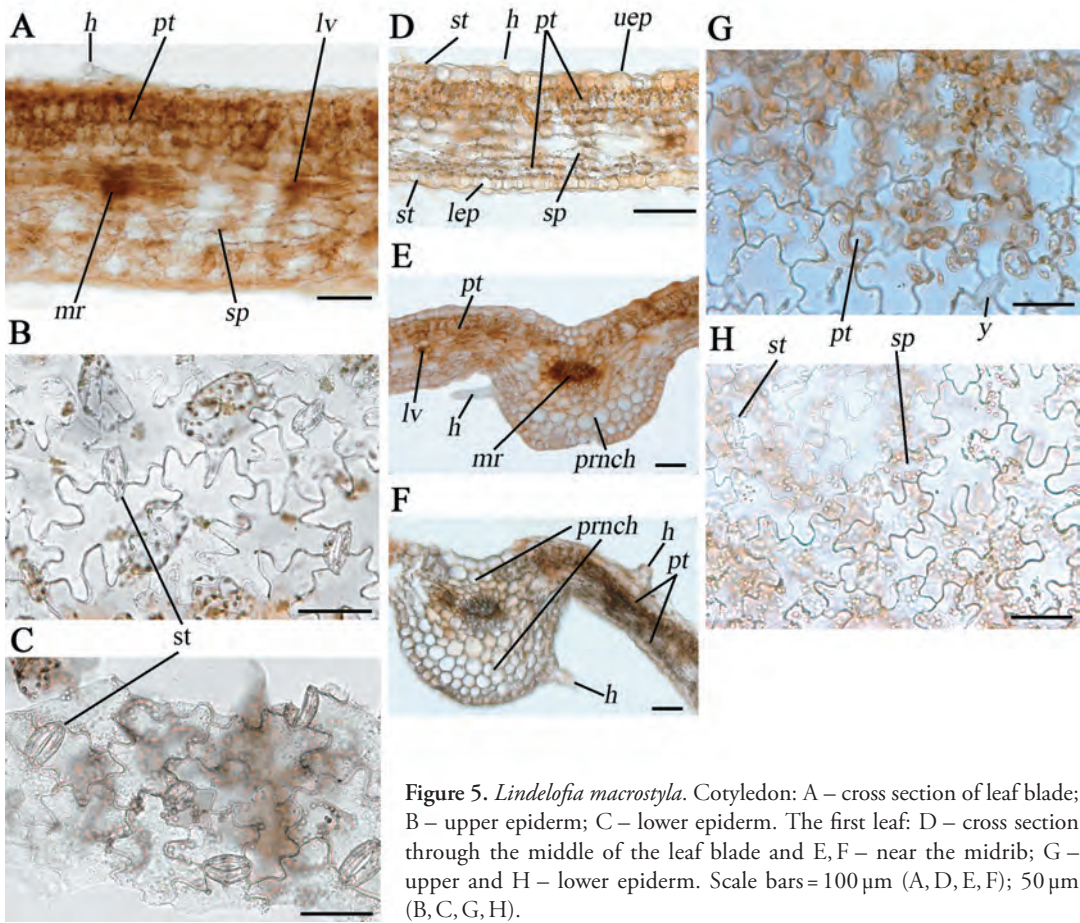 A
h
pt
lv
mr
sp
B
st
C
D
st
h
pt
uep
st
lep
sp
E
pt
lv
h
mr
prnch
F
prnch
h
pt
h
G
pt
y
H
st
sp
Figure 5. Lindelofia macrostyla. Cotyledon: A – cross section of leaf blade;
B – upper epiderm; C – lower epiderm. The first leaf: D – cross section
through the middle of the leaf blade and E, F – near the midrib; G –
upper and H – lower epiderm. Scale bars = 100 µm (A, D, E, F); 50 µm
(B, C, G, H).